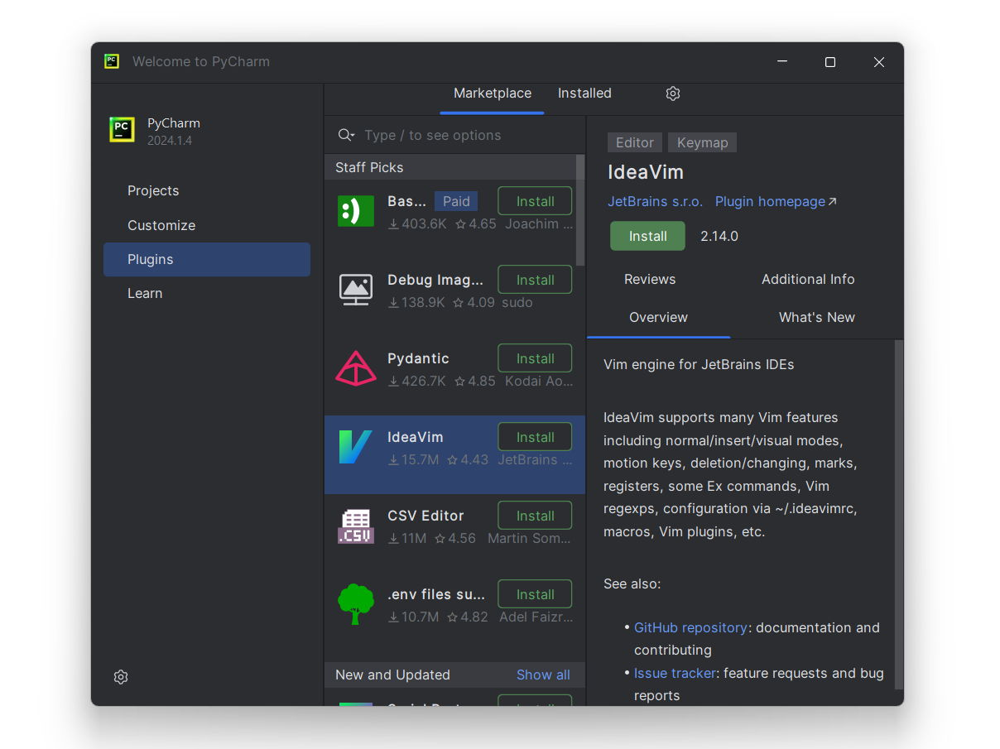 Welcome to PyCharm
PyCharm
2024.1.4
Projects
Customize
Plugins
Learn
Marketplace Installed
Type / to see options
Staff Picks
Bas... Paid Install
403.6K 4.65 Joachim ...
Debug Imag... Install
138.9K 4.09 sudo
Pydantic Install
426.7K 4.85 Kodai Ao...
IdeaVim Install
15.7M 4.43 JetBrains ...
CSV Editor Install
11M 4.56 Martin Som...
.env files su... Install
10.7M 4.82 Adel Faizr...
New and Updated Show all
Editor Keymap
IdeaVim
JetBrains s.r.o. Plugin homepage
Install 2.14.0
Reviews Additional Info
Overview What's New
Vim engine for JetBrains IDEs
IdeaVim supports many Vim features
including normal/insert/visual modes,
motion keys, deletion/changing, marks,
registers, some Ex commands, Vim
regexps, configuration via ~/.ideavimrc,
macros, Vim plugins, etc.
See also:
• GitHub repository: documentation and
contributing
• Issue tracker: feature requests and bug
reports